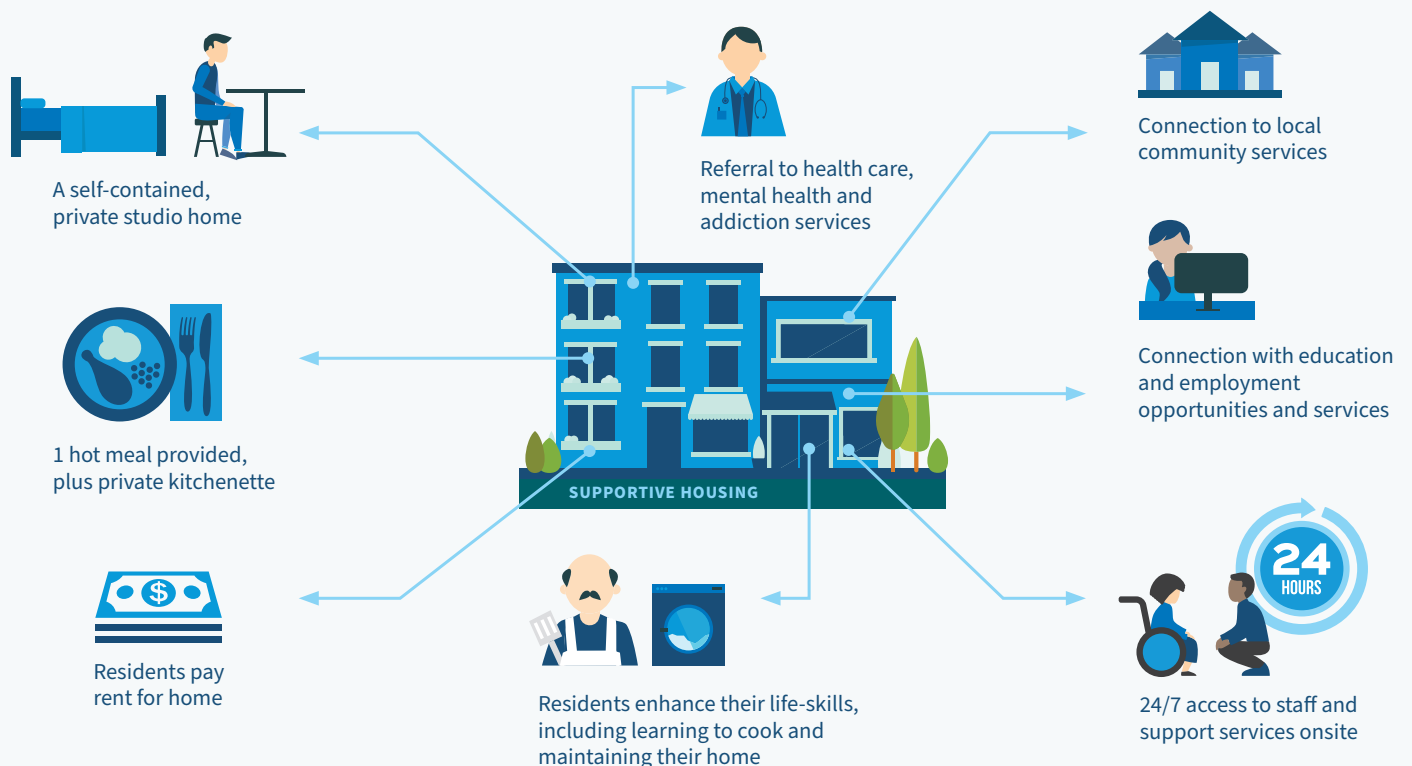 A self-contained,
private studio home
Referral to health care,
mental health and
addiction services
Connection to local
community services
1 hot meal provided,
plus private kitchenette
SUPPORTIVE HOUSING
Connection with education
and employment
opportunities and services
$
Residents pay
rent for home
Residents enhance their life-skills,
including learning to cook and
maintaining their home
24
HOURS
24/7 access to staff and
support services onsite